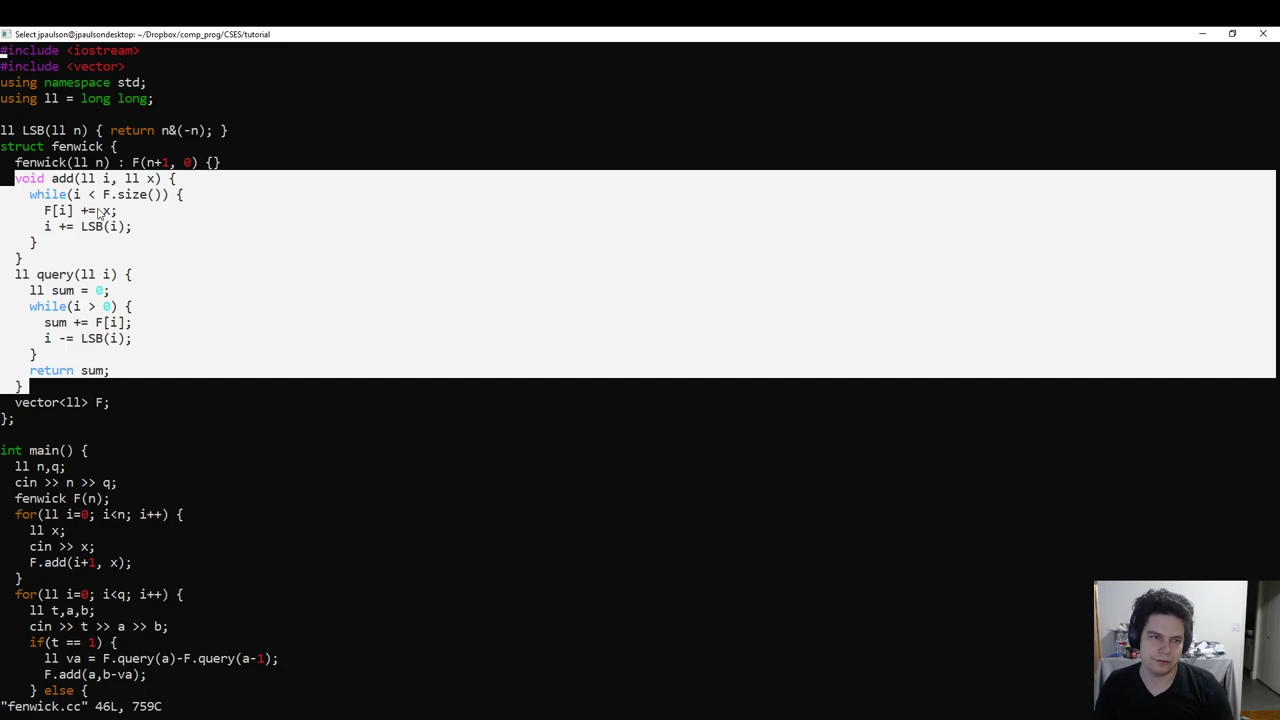 Select jpaulson@jpaulsondesktop: ~/Dropbox/comp_prog/CSES/tutorial
#include <iostream>
#include <vector>
using namespace std;
using ll = long long;

ll LSB(ll n) { return n&(-n); }
struct fenwick {
  fenwick(ll n) : F(n+1, 0) {}
  void add(ll i, ll x) {
    while(i < F.size()) {
      F[i] += x;
      i += LSB(i);
    }
  }
  ll query(ll i) {
    ll sum = 0;
    while(i > 0) {
      sum += F[i];
      i -= LSB(i);
    }
    return sum;
  }
  vector<ll> F;
};

int main() {
  ll n,q;
  cin >> n >> q;
  fenwick F(n);
  for(ll i=0; i<n; i++) {
    ll x;
    cin >> x;
    F.add(i+1, x);
  }
  for(ll i=0; i<q; i++) {
    ll t,a,b;
    cin >> t >> a >> b;
    if(t == 1) {
      ll va = F.query(a)-F.query(a-1);
      F.add(a,b-va);
    } else {
"fenwick.cc" 46L, 759C